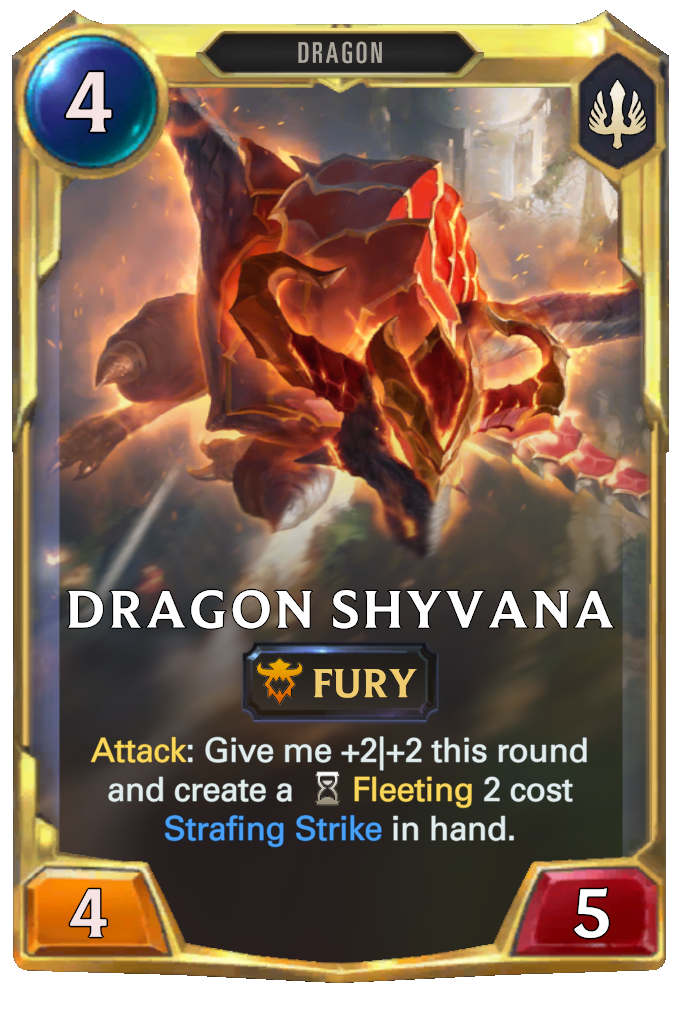 DRAGON
4
DRAGON SHYVANA
FURY
Attack: Give me +2|+2 this round
and create a Fleeting 2 cost
Strafing Strike in hand.
4
5